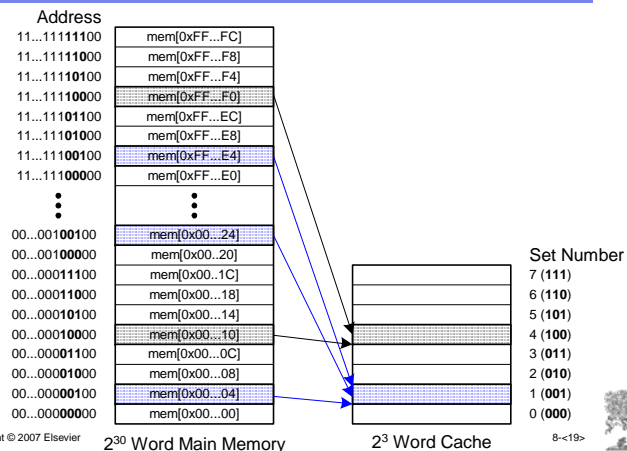 Address
11...11111100 mem[0xFF...FC]
11...11111000 mem[0xFF...F8]
11...11110100 mem[0xFF...F4]
11...11110000 mem[0xFF...F0]
11...11101100 mem[0xFF...EC]
11...11101000 mem[0xFF...E8]
11...11100100 mem[0xFF...E4]
11...11100000 mem[0xFF...E0]
00...00100100 mem[0x00...24]
00...00100000 mem[0x00...20] Set Number
00...00011100 mem[0x00..1C] 7 (111)
00...00011000 mem[0x00...18] 6 (110)
00...00010100 mem[0x00...14] 5 (101)
00...00010000 mem[0x00...10] 4 (100)
00...00001100 mem[0x00...0C] 3 (011)
00...00001000 mem[0x00...08] 2 (010)
00...00000100 mem[0x00...04] 1 (001)
00...00000000 mem[0x00...00] 0 (000)
t © 2007 Elsevier 2³⁰ Word Main Memory 2³ Word Cache 8-<19>